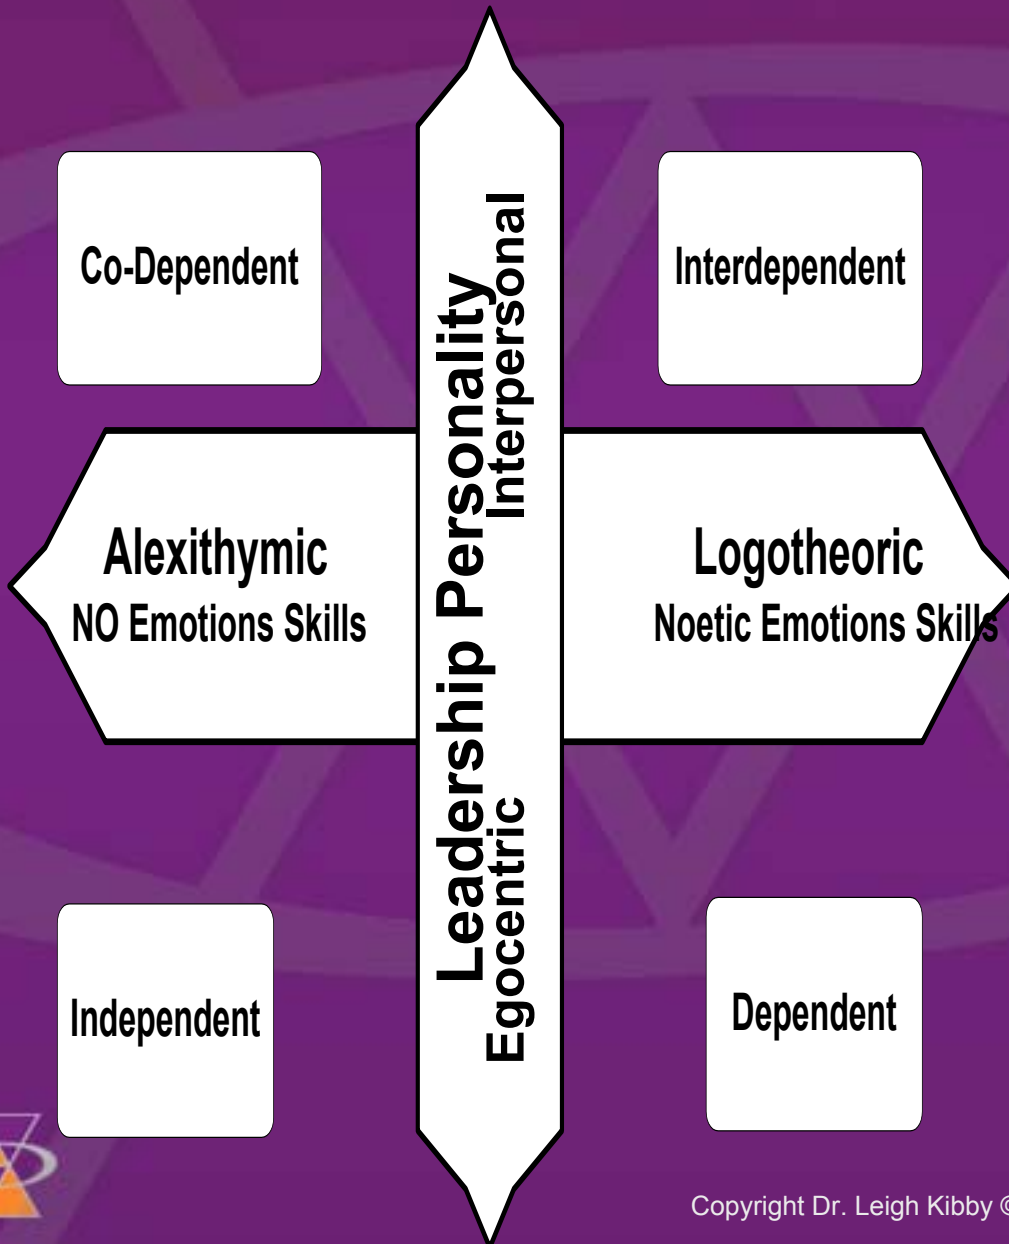 Co-Dependent
Interdependent
Leadership Personality
Interpersonal
Egocentric
Alexithymic
NO Emotions Skills
Logotheoric
Noetic Emotions Skills
Independent
Dependent
Copyright Dr. Leigh Kibby ©